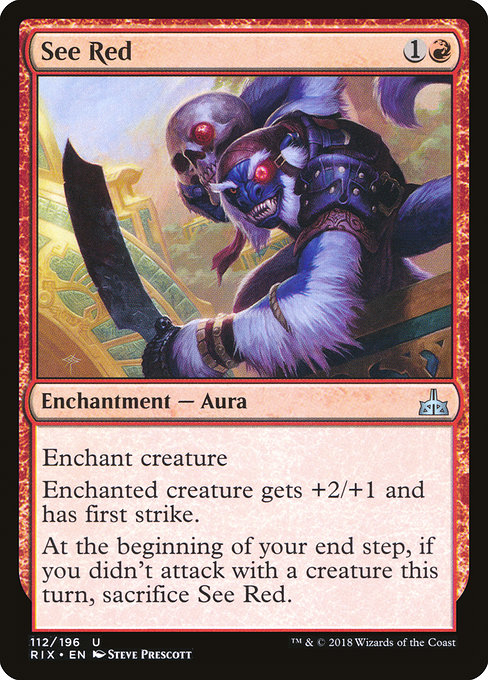 See Red 1
Enchantment — Aura
Enchant creature
Enchanted creature gets +2/+1 and
has first strike.
At the beginning of your end step, if
you didn't attack with a creature this
turn, sacrifice See Red.
112/196 U
RIX • EN Steve Prescott
™ & © 2018 Wizards of the Coast